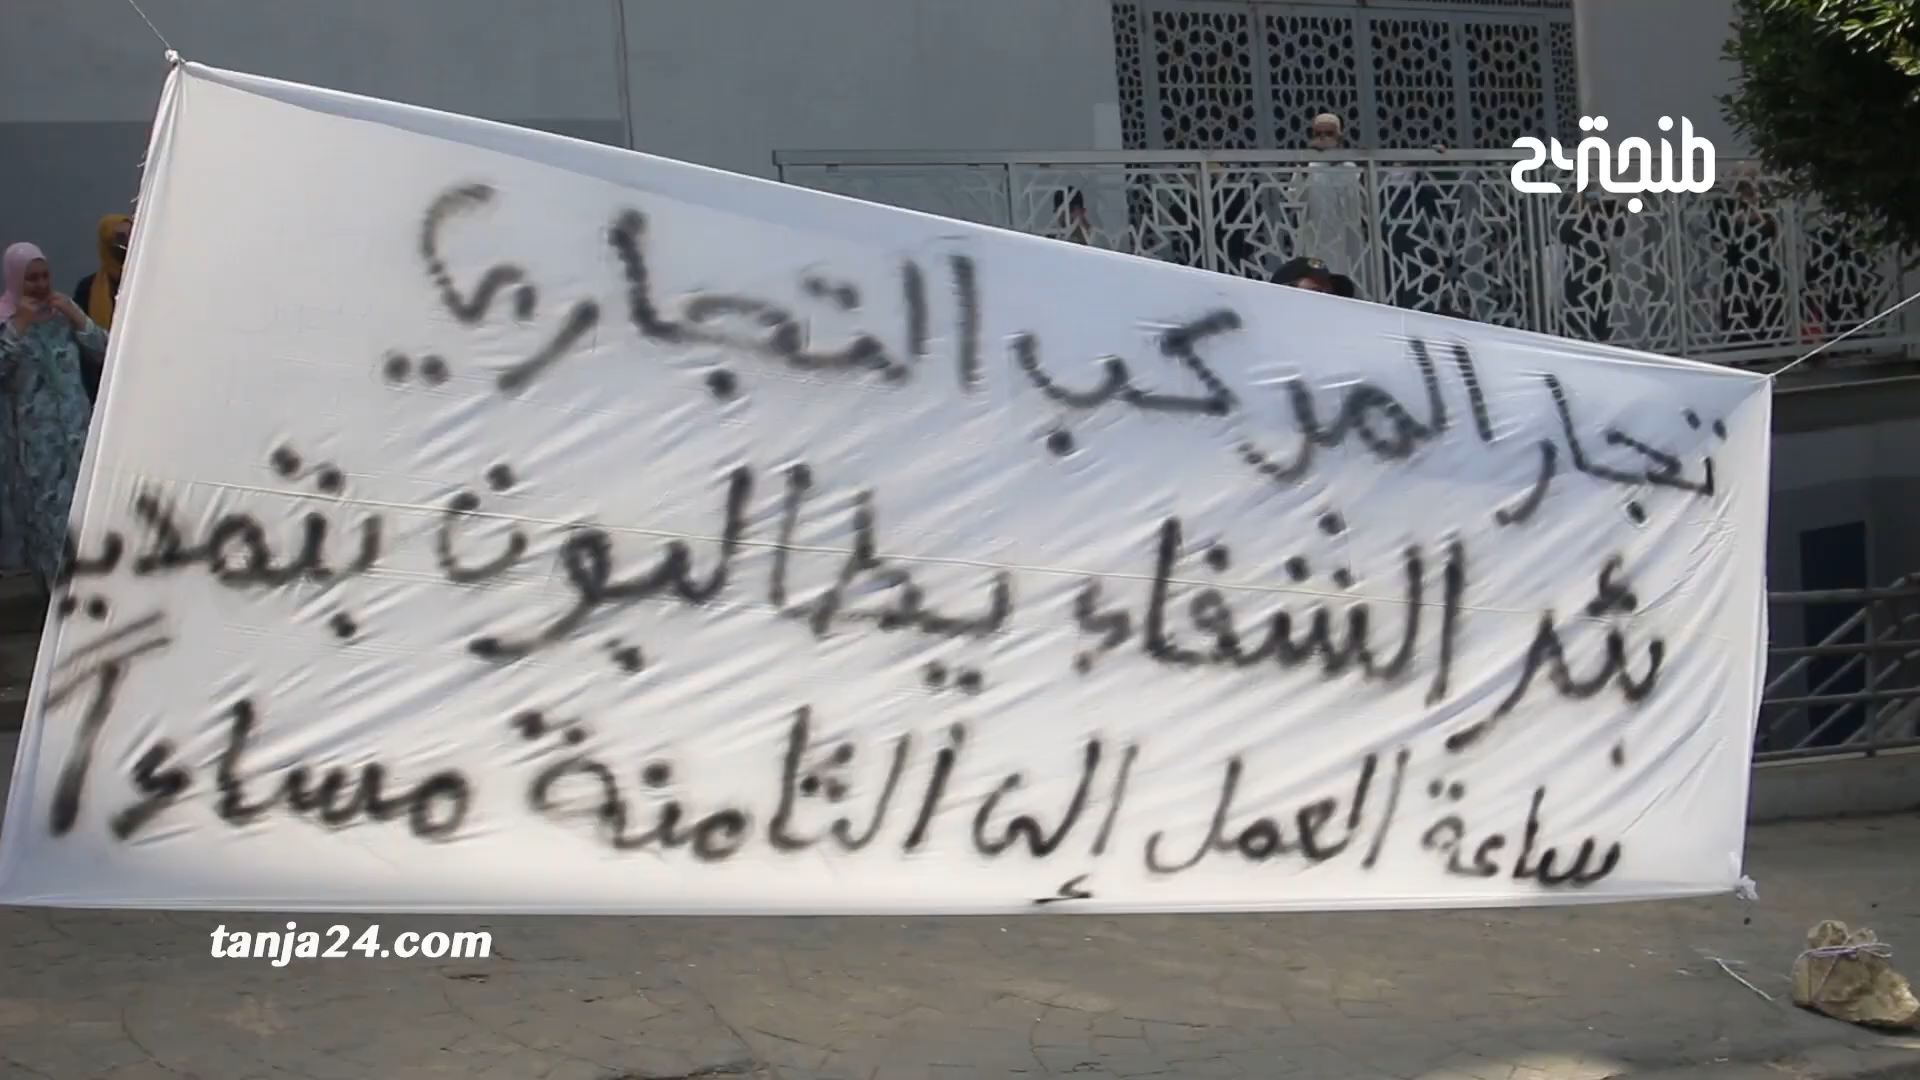 طنجة24
تجار المركب التجاري
بئر الشفاء يطالبون بتمديد
ساعة العمل إلى الثامنة مساءاً
tanja24.com